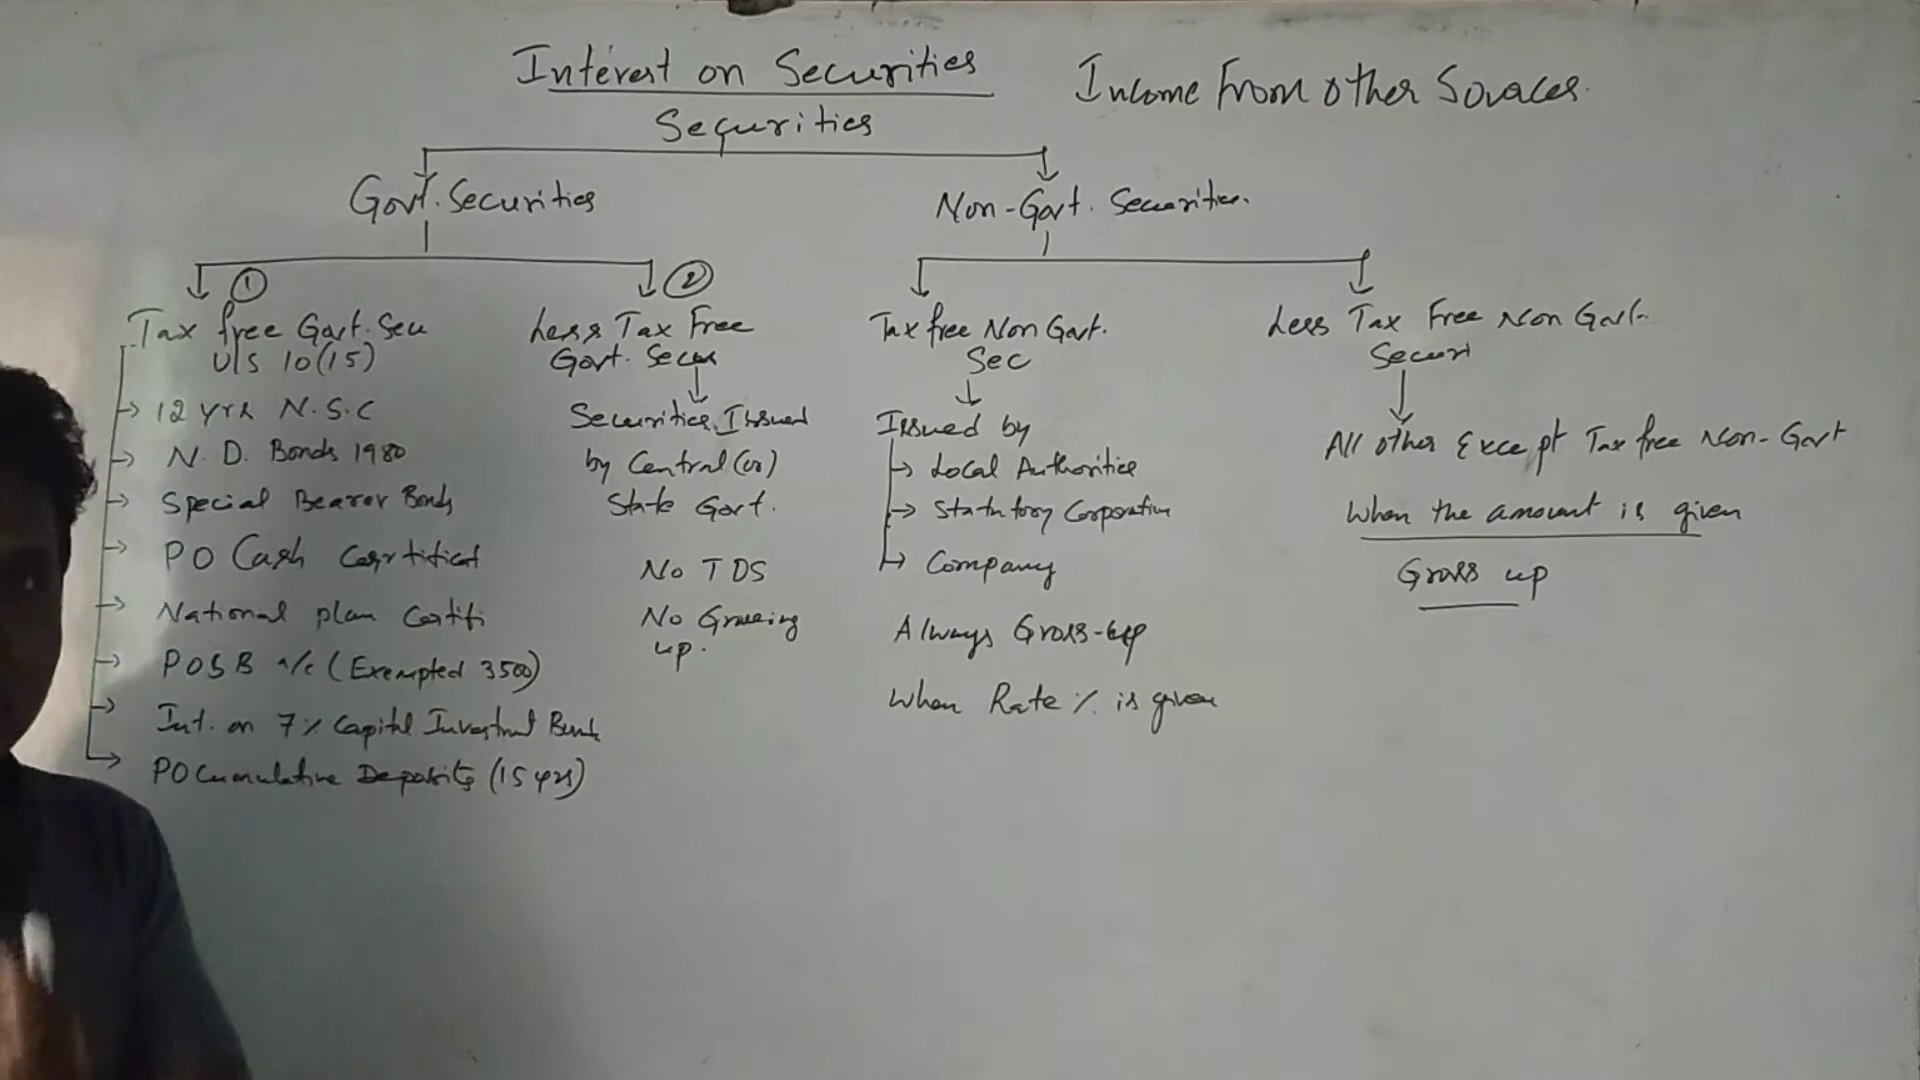 Interest on Securities
Income From other Sources.
Securities
Govt. Securities
Non-Govt. Securities.
①
②
Tax free Govt. Secu
U/S 10(15)
→ 12 yrs N.S.C
→ N. D. Bonds 1980
→ Special Bearer Bonds
→ PO Cash Certificat
→ National plan Certifi
→ POSB a/c (Exempted 3500)
→ Int. on 7% Capital Investment Bonds
→ PO Cumulative Deposits (15 yrs)
Less Tax Free
Govt. Secu
Securities Issued
by Central (or)
State Govt.
No TDS
No Grossing
up.
Tax free Non Govt.
Sec
Issued by
→ Local Authorities
→ Statutory Corporation
→ Company
Always Gross-up
When Rate % is given
Less Tax Free Non Govt.
Securi
All other Except Tax free Non-Govt
When the amount is given
Gross up